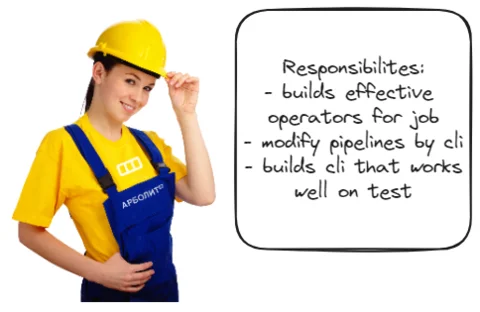 Responsibilites:
- builds effective
operators for job
- modify pipelines by cli
- builds cli that works
well on test
АРБОЛИТ